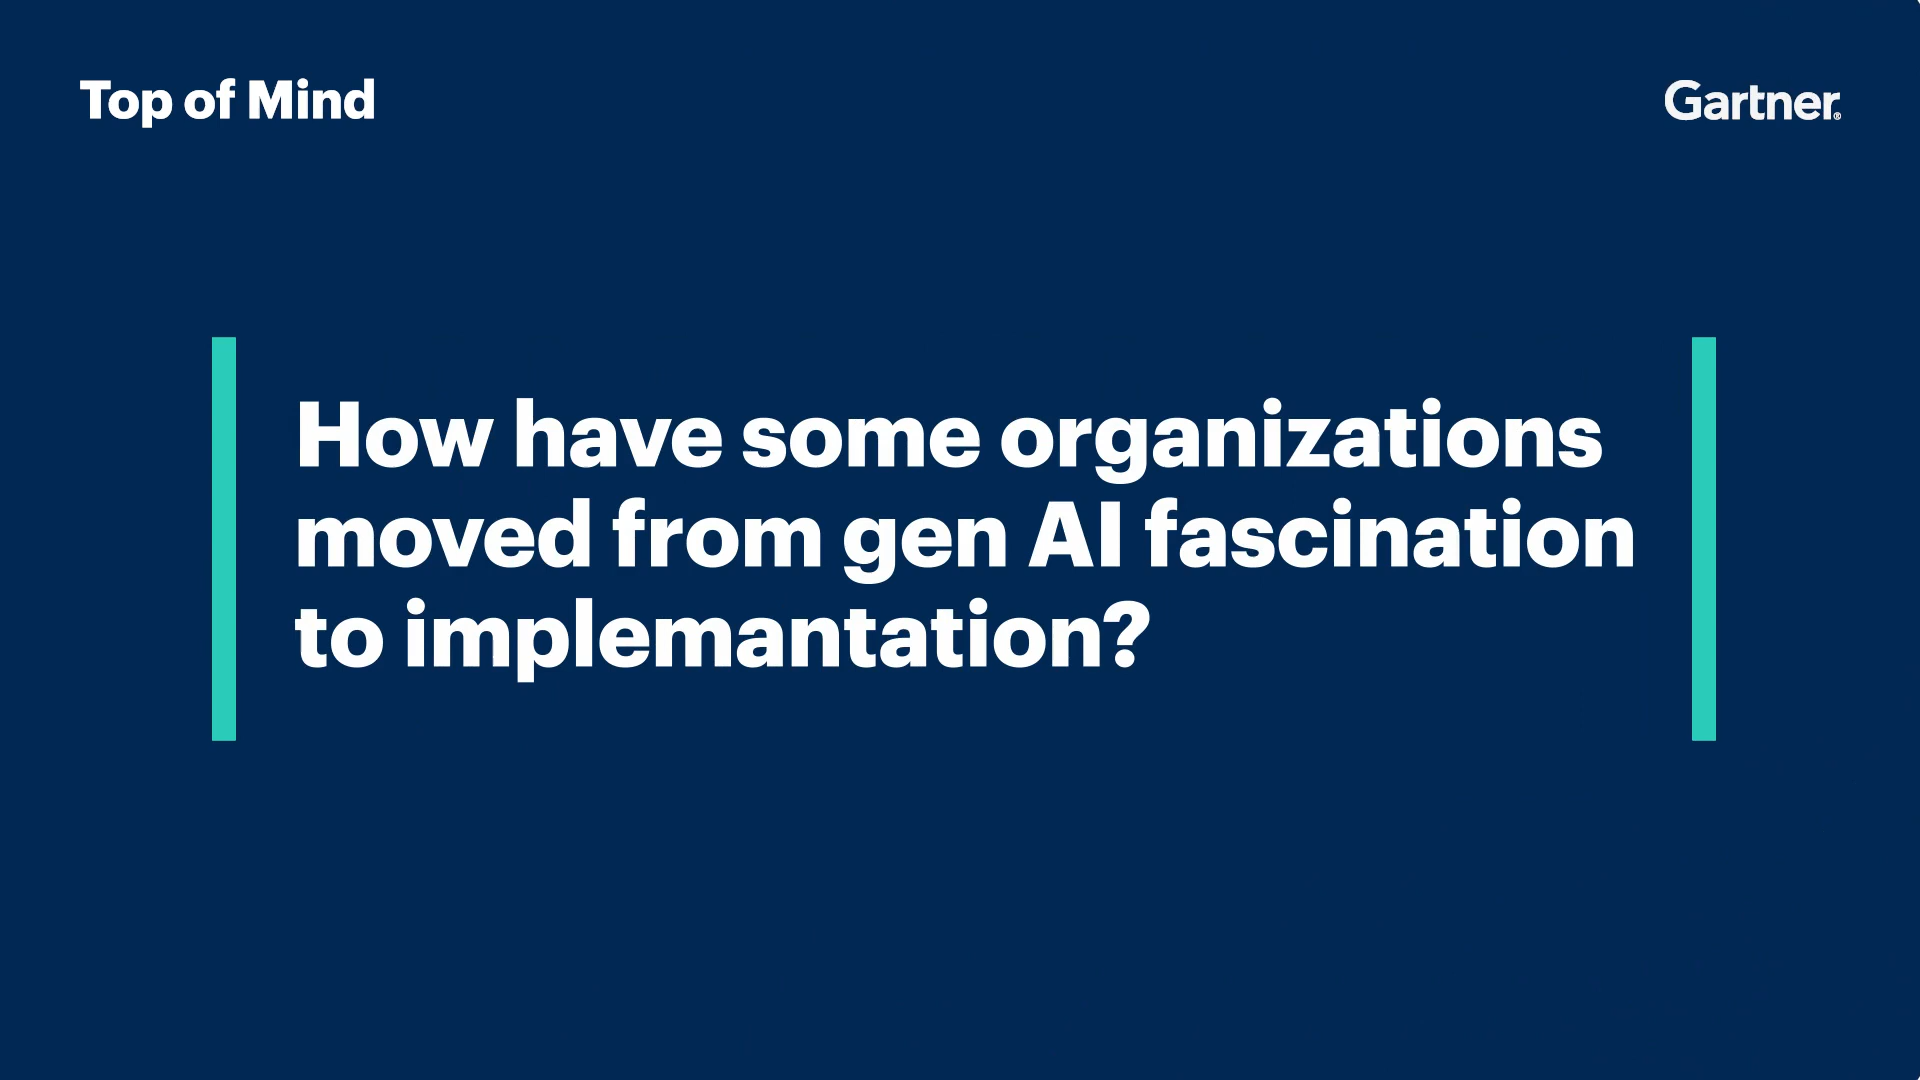 Top of Mind
Gartner®
How have some organizations
moved from gen AI fascination
to implemantation?